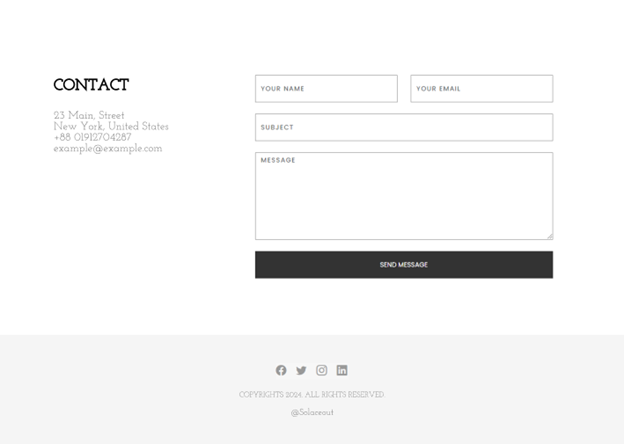 CONTACT
23 Main, Street
New York, United States
+88 01912704287
example@example.com
YOUR NAME
YOUR EMAIL
SUBJECT
MESSAGE
SEND MESSAGE
COPYRIGHTS 2024. ALL RIGHTS RESERVED
@Solareout